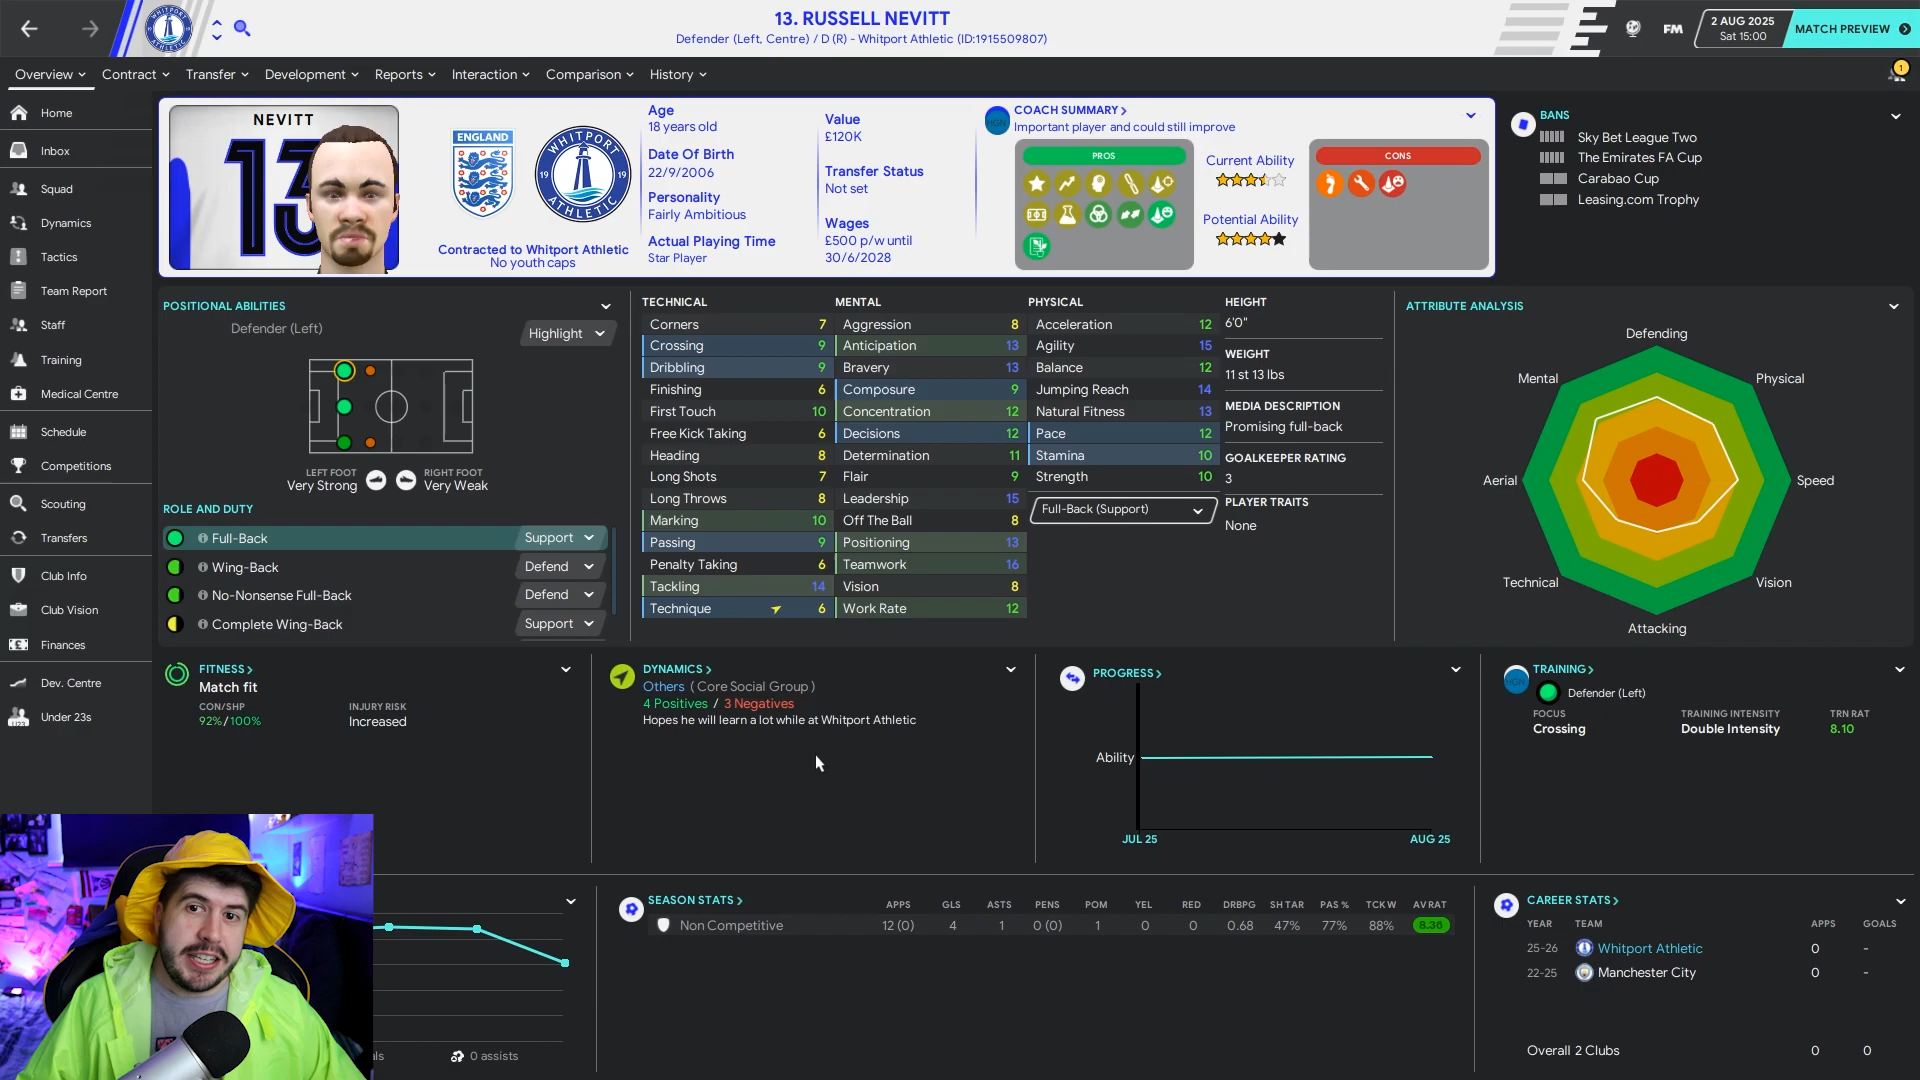 13. RUSSELL NEVITT
Defender (Left, Centre) / D (R) - Whitport Athletic (ID:1915509807)
FM
2 AUG 2025
Sat 15:00
MATCH PREVIEW
Overview
Contract
Transfer
Development
Reports
Interaction
Comparison
History
1
Home
Inbox
Squad
Dynamics
Tactics
Team Report
Staff
Training
Medical Centre
Schedule
Competitions
Scouting
Transfers
Club Info
Club Vision
Finances
Dev. Centre
Under 23s
NEVITT
13
ENGLAND
WHITPORT
19 19
ATHLETIC
Contracted to Whitport Athletic
No youth caps
Age
18 years old
Date Of Birth
22/9/2006
Personality
Fairly Ambitious
Actual Playing Time
Star Player
Value
£120K
Transfer Status
Not set
Wages
£500 p/w until
30/6/2028
HGN
COACH SUMMARY
Important player and could still improve
PROS
Current Ability
Potential Ability
CONS
BANS
Sky Bet League Two
The Emirates FA Cup
Carabao Cup
Leasing.com Trophy
POSITIONAL ABILITIES
Defender (Left)
Highlight
LEFT FOOT
Very Strong
RIGHT FOOT
Very Weak
ROLE AND DUTY
Full-Back Support
Wing-Back Defend
No-Nonsense Full-Back Defend
Complete Wing-Back Support
TECHNICAL
Corners 7
Crossing 9
Dribbling 9
Finishing 6
First Touch 10
Free Kick Taking 6
Heading 8
Long Shots 7
Long Throws 8
Marking 10
Passing 9
Penalty Taking 6
Tackling 14
Technique 6
MENTAL
Aggression 8
Anticipation 13
Bravery 13
Composure 9
Concentration 12
Decisions 12
Determination 11
Flair 9
Leadership 15
Off The Ball 8
Positioning 13
Teamwork 16
Vision 8
Work Rate 12
PHYSICAL
Acceleration 12
Agility 15
Balance 12
Jumping Reach 14
Natural Fitness 13
Pace 12
Stamina 10
Strength 10
Full-Back (Support)
HEIGHT
6'0"
WEIGHT
11 st 13 lbs
MEDIA DESCRIPTION
Promising full-back
GOALKEEPER RATING
3
PLAYER TRAITS
None
ATTRIBUTE ANALYSIS
Defending
Mental
Physical
Aerial
Speed
Technical
Vision
Attacking
FITNESS
Match fit
CON/SHP
92%/100%
INJURY RISK
Increased
DYNAMICS
Others ( Core Social Group )
4 Positives / 3 Negatives
Hopes he will learn a lot while at Whitport Athletic
PROGRESS
Ability
JUL 25
AUG 25
HGN
TRAINING
Defender (Left)
FOCUS
Crossing
TRAINING INTENSITY
Double Intensity
TRN RAT
8.10
als
0 assists
SEASON STATS APPS GLS ASTS PENS POM YEL RED DRBPG SH TAR PAS % TCK W AV RAT
Non Competitive 12 (0) 4 1 0 (0) 1 0 0 0.68 47% 77% 88% 8.36
CAREER STATS
YEAR TEAM APPS GOALS
25-26 Whitport Athletic 0 -
22-25 Manchester City 0 -
Overall 2 Clubs 0 0